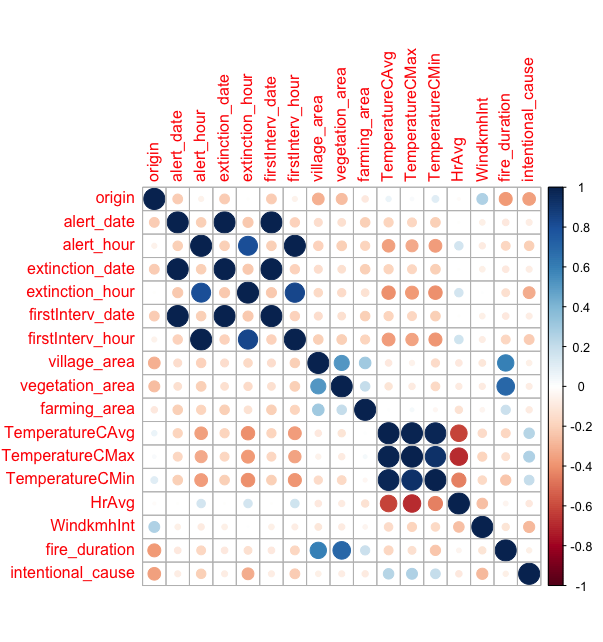 origin
alert_date
alert_hour
extinction_date
extinction_hour
firstInterv_date
firstInterv_hour
village_area
vegetation_area
farming_area
TemperatureCAvg
TemperatureCMax
TemperatureCMin
HrAvg
WindkmhInt
fire_duration
intentional_cause
origin
alert_date
alert_hour
extinction_date
extinction_hour
firstInterv_date
firstInterv_hour
village_area
vegetation_area
farming_area
TemperatureCAvg
TemperatureCMax
TemperatureCMin
HrAvg
WindkmhInt
fire_duration
intentional_cause
1
0.8
0.6
0.4
0.2
0
-0.2
-0.4
-0.6
-0.8
-1